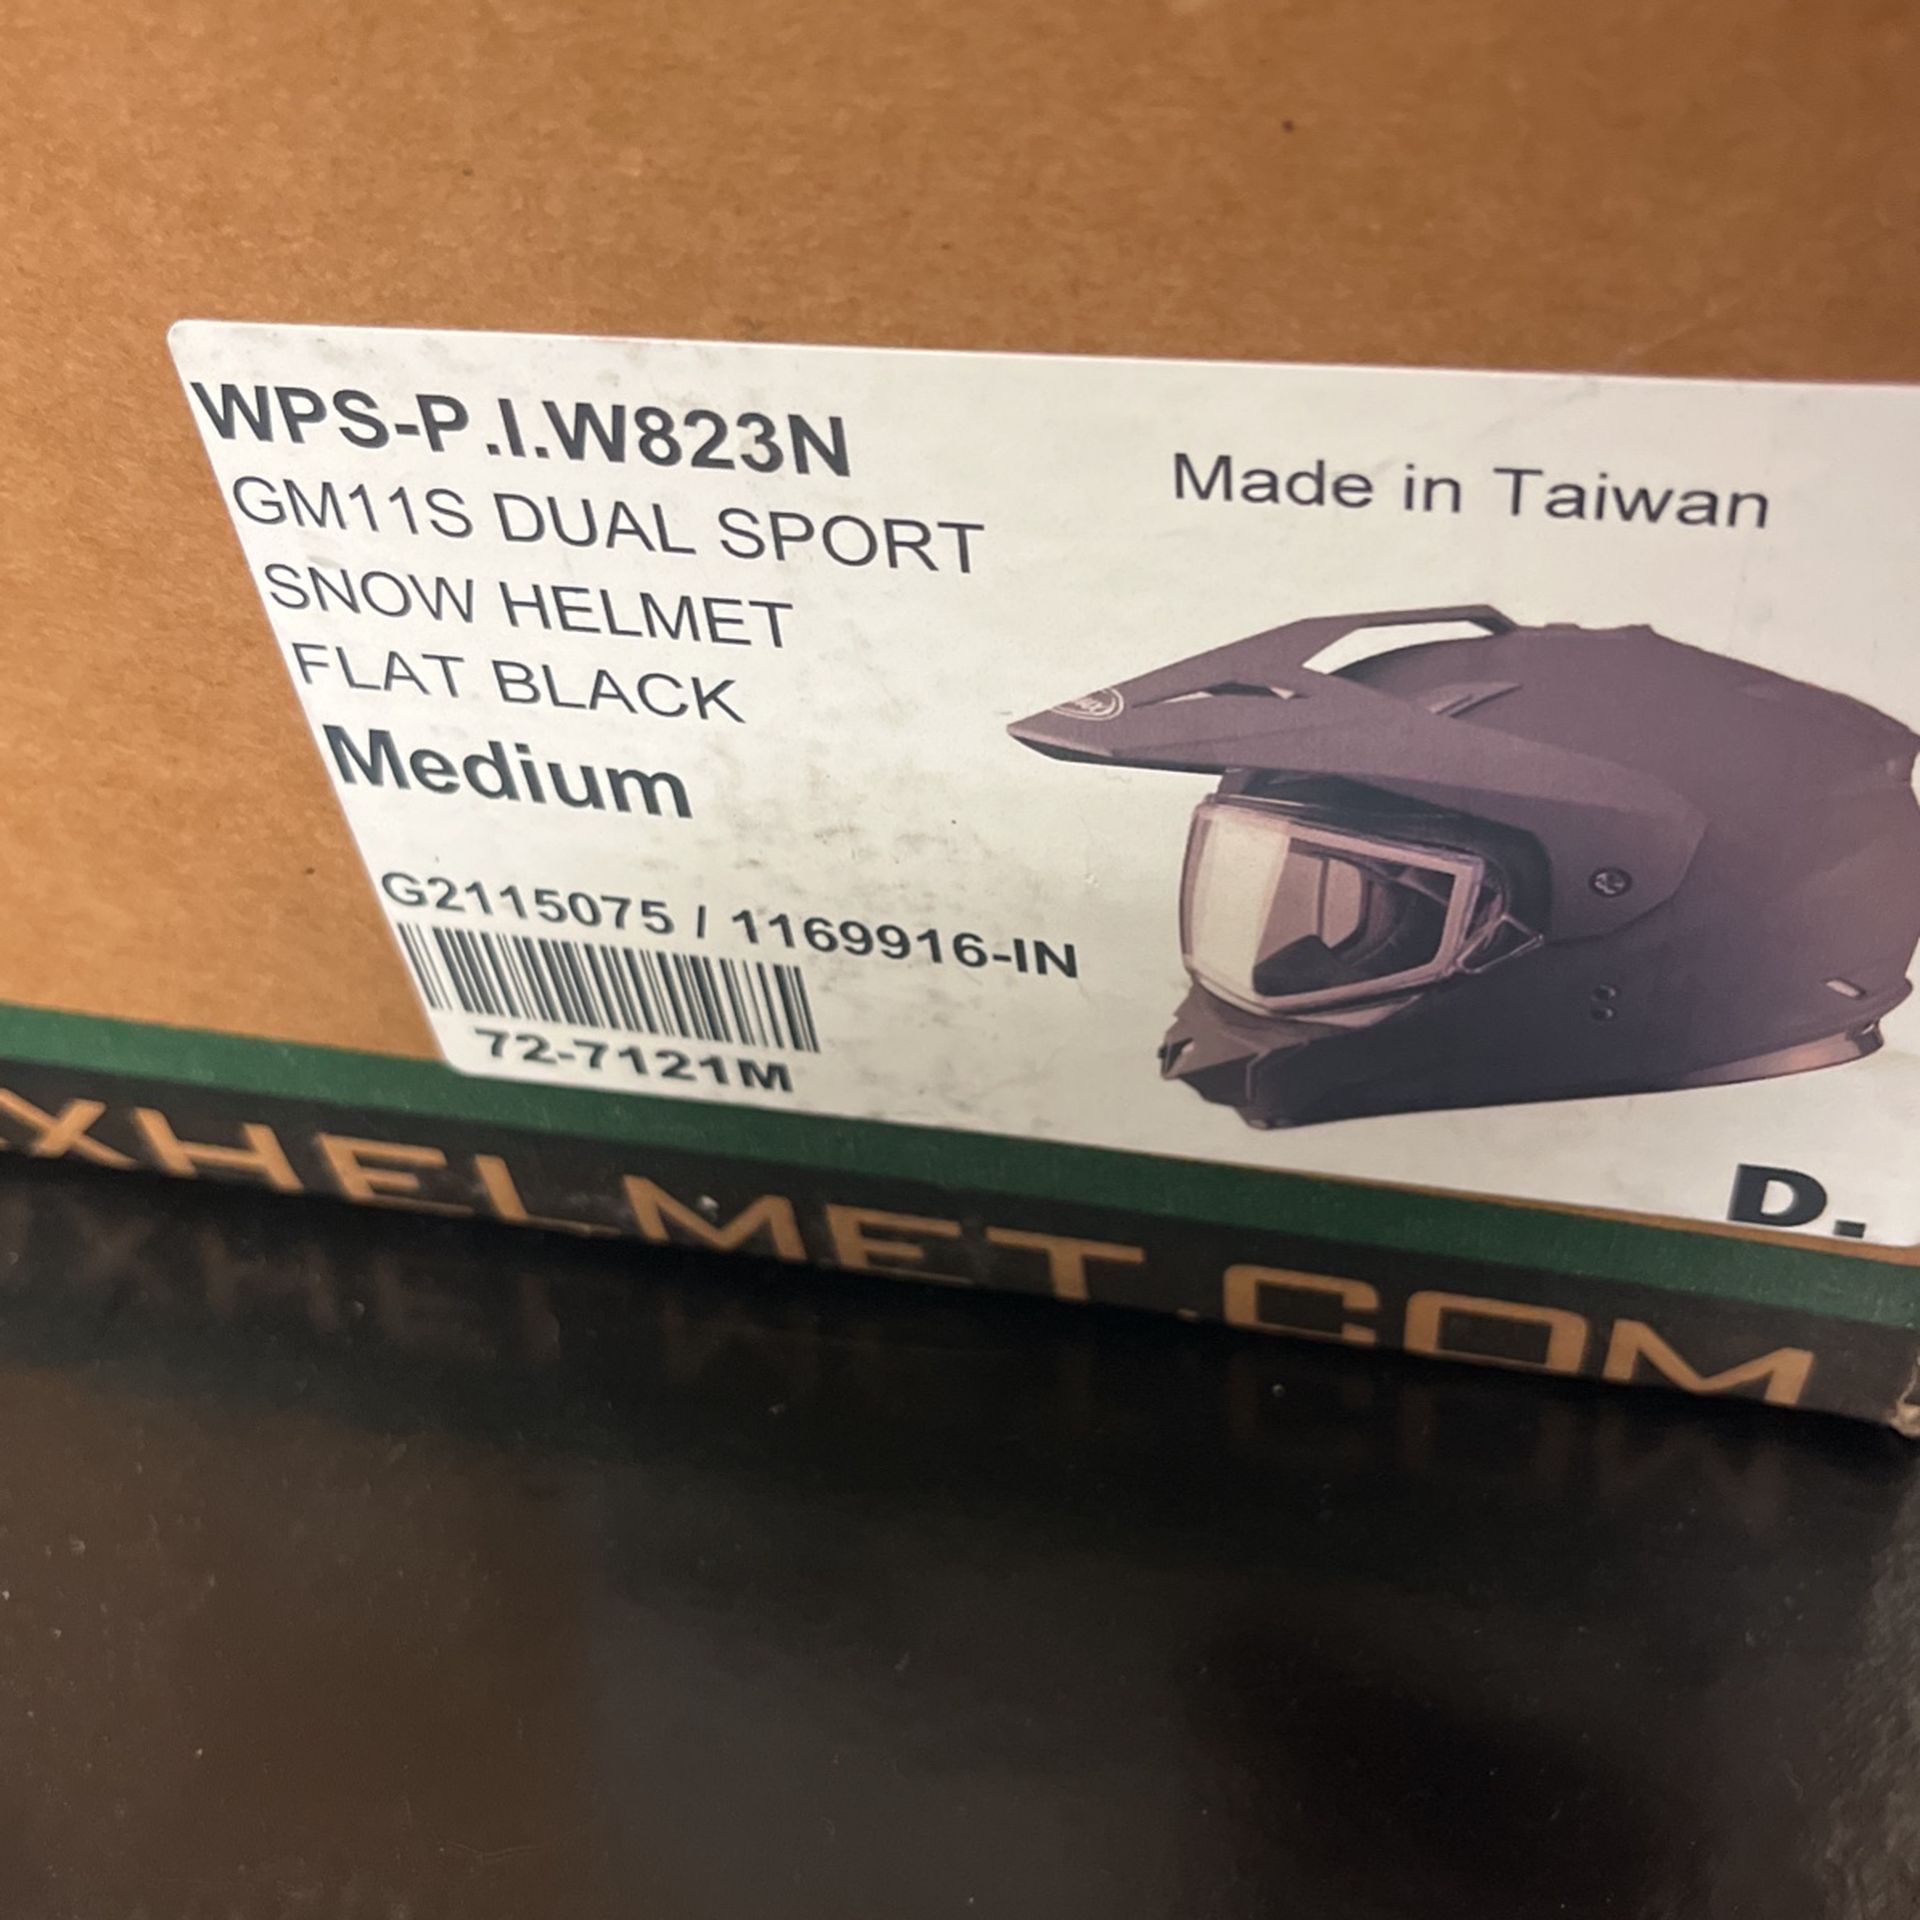 WPS-P.I.W823N
GM11S DUAL SPORT
SNOW HELMET
FLAT BLACK
Medium
G2115075 / 1169916-IN
72-7121M
Made in Taiwan
D.
XHELMET.COM